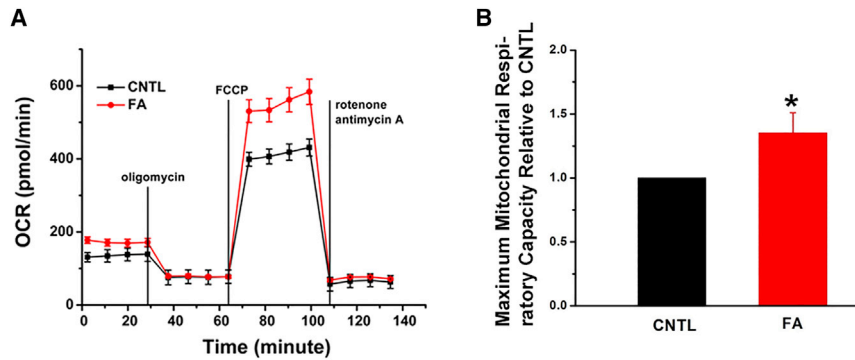 A
OCR (pmol/min)
600
400
200
0
CNTL
FA
oligomycin
FCCP
rotenone
antimycin A
0 20 40 60 80 100 120 140
Time (minute)
B
Maximum Mitochondrial Respi-
ratory Capacity Relative to CNTL
2.0
1.5
1.0
0.5
0.0
*
CNTL FA